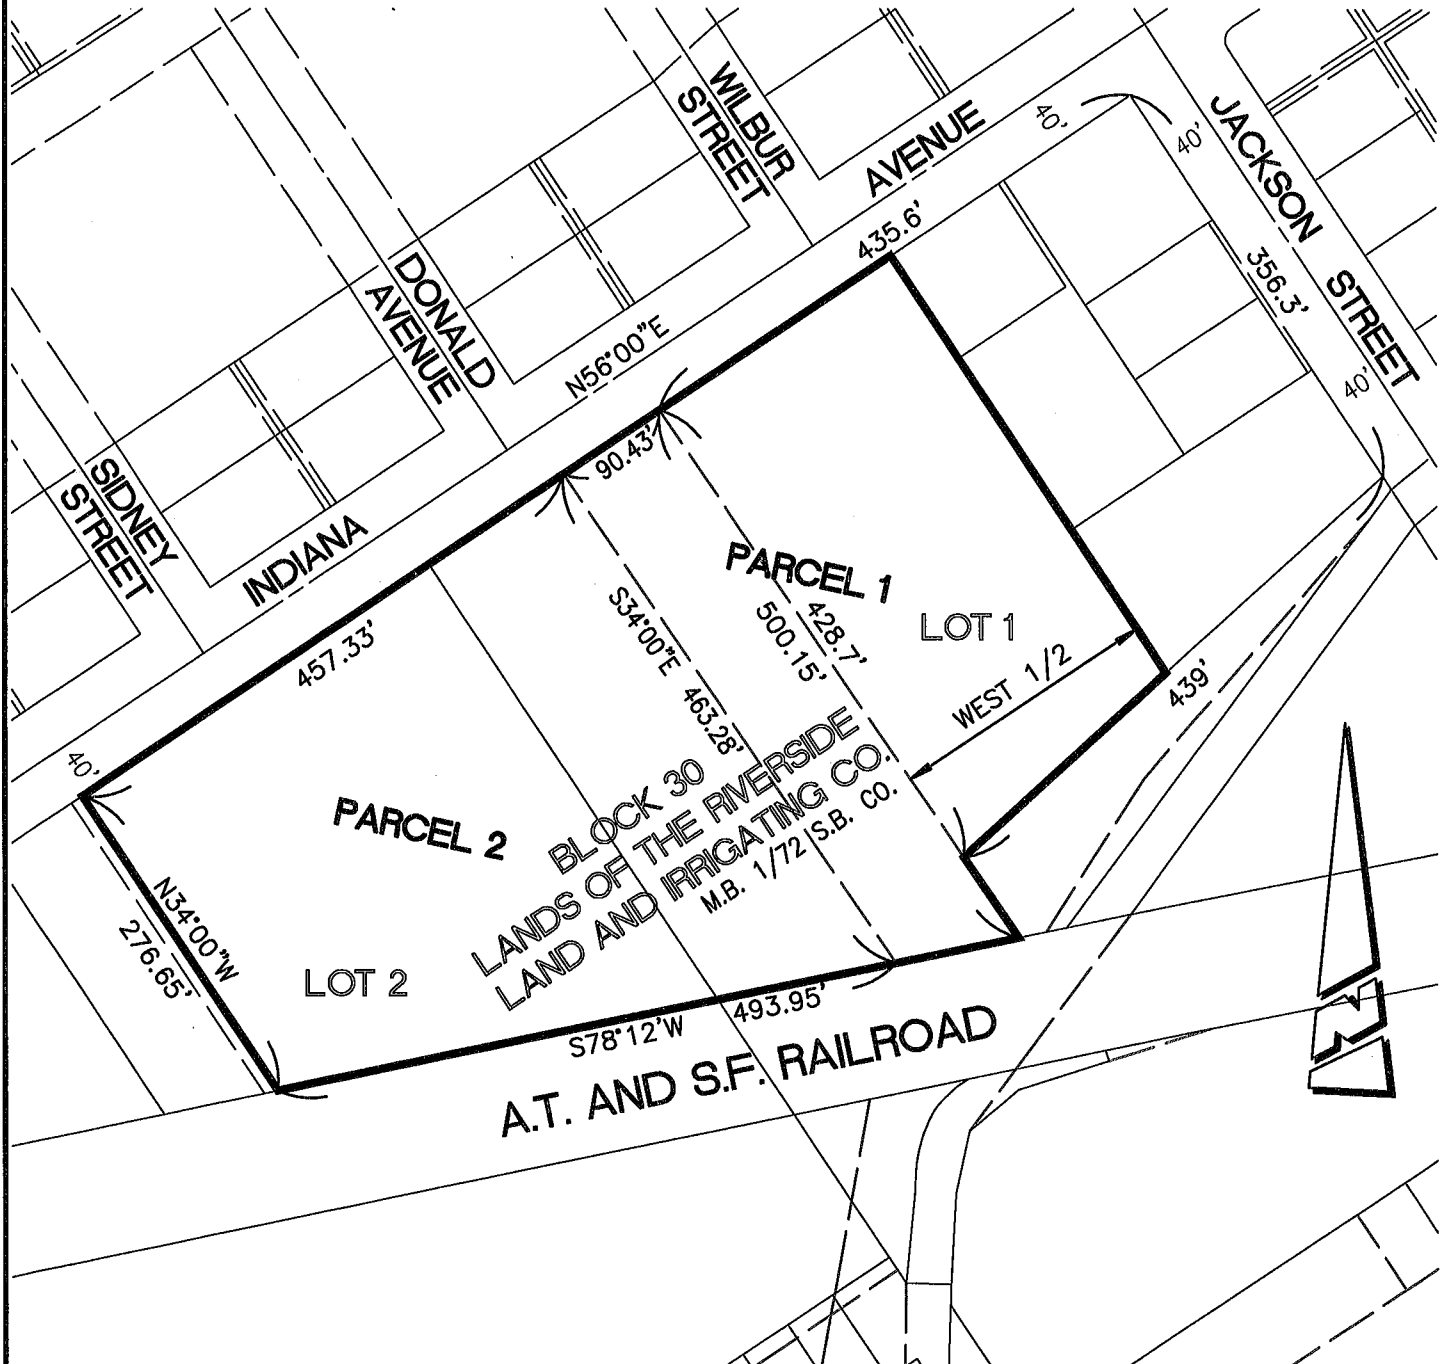 WILBUR
STREET
AVENUE
40'
40'
JACKSON
STREET
435.6'
356.3'
DONALD
AVENUE
N56°00"E
40'
90.43'
SIDNEY
STREET
INDIANA
PARCEL 1
LOT 1
457.33'
S34°00"E 463.28'
428.7'
500.15'
WEST 1/2
439'
40'
PARCEL 2
BLOCK 30
LANDS OF THE RIVERSIDE
LAND AND IRRIGATING CO.
M.B. 1/72 S.B. CO.
N34°00"W
276.65'
LOT 2
493.95'
S78°12'W
A.T. AND S.F. RAILROAD
N